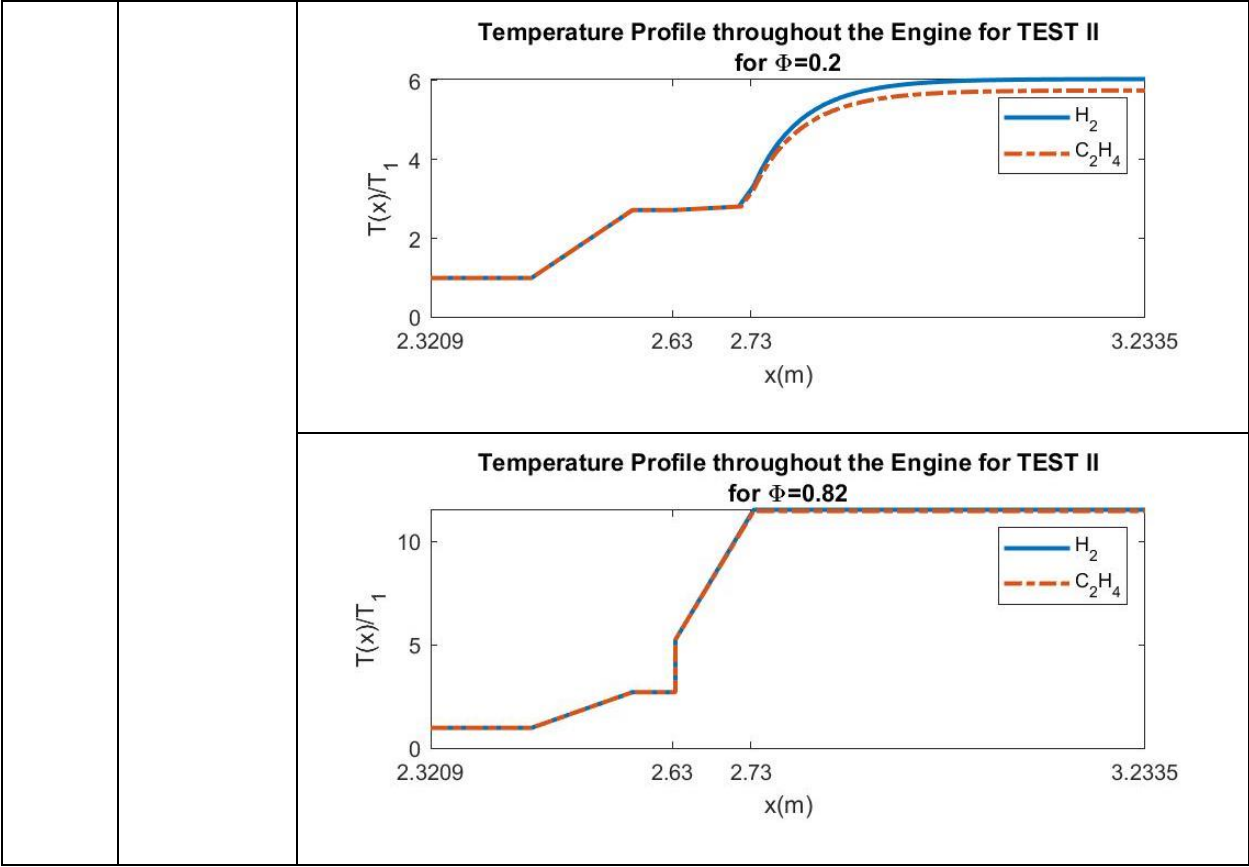 Temperature Profile throughout the Engine for TEST II
for Φ=0.2
6
4
2
0
T(x)/T₁
H₂
C₂H₄
2.3209 2.63 2.73 3.2335
x(m)
Temperature Profile throughout the Engine for TEST II
for Φ=0.82
10
5
0
T(x)/T₁
H₂
C₂H₄
2.3209 2.63 2.73 3.2335
x(m)